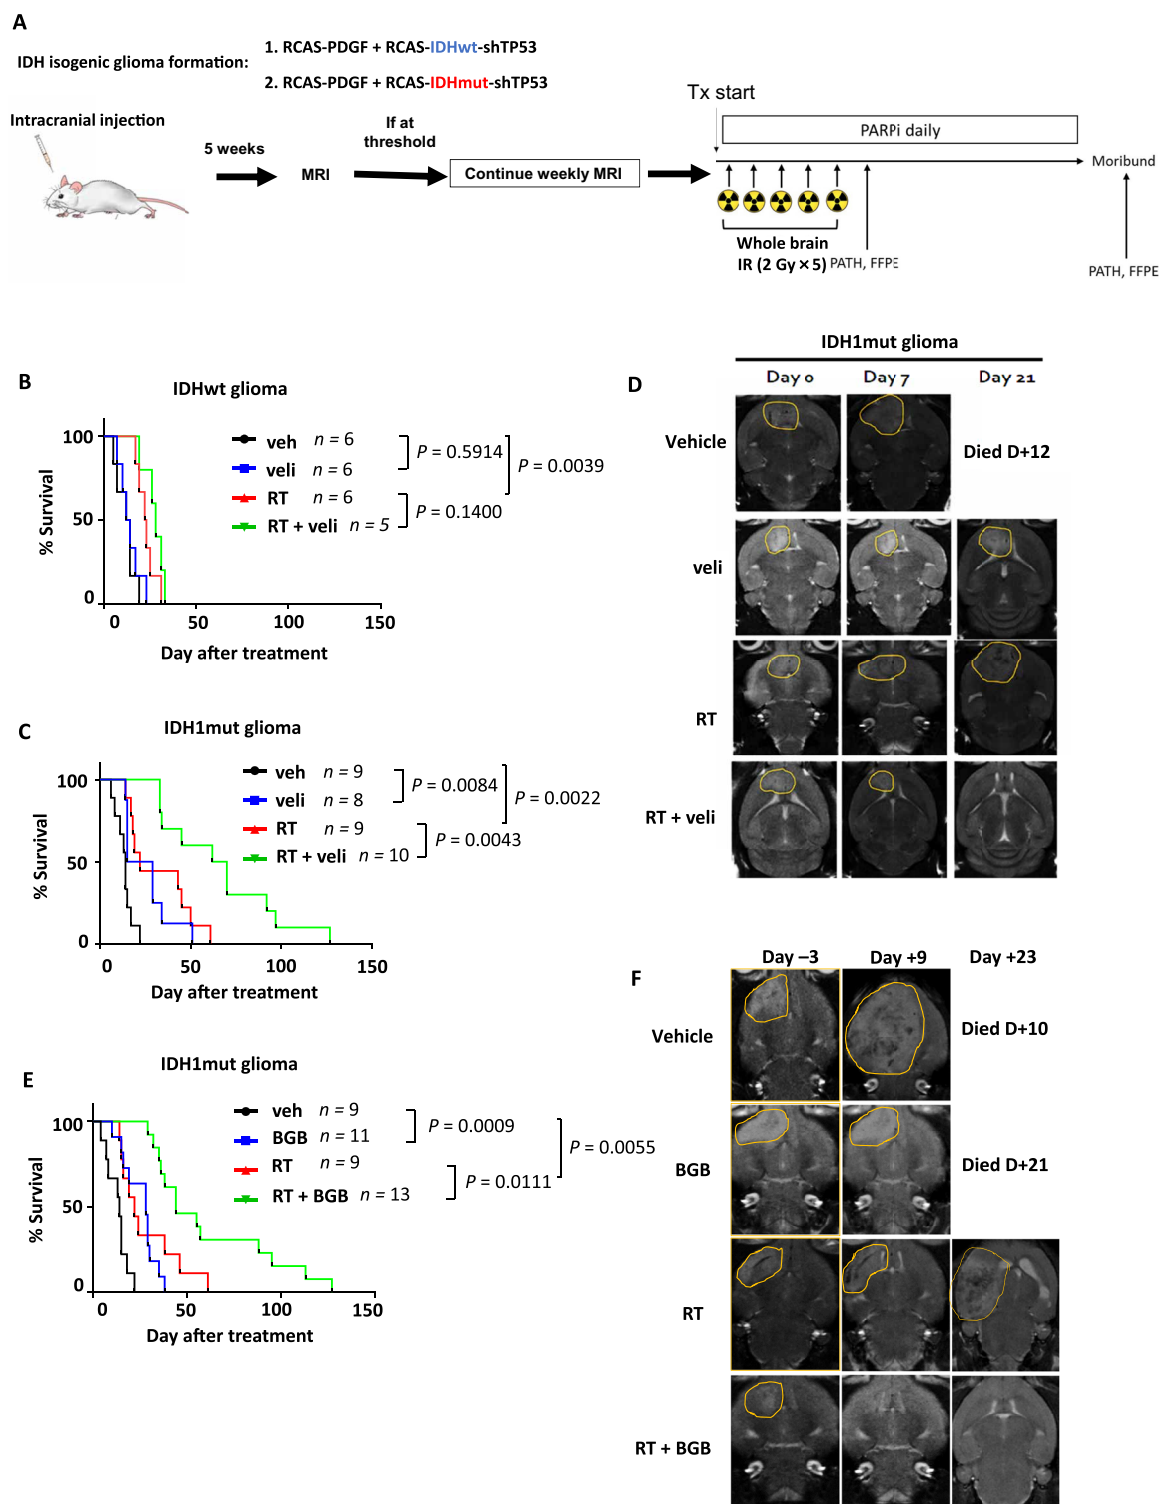 A
IDH isogenic glioma formation:
1. RCAS-PDGF + RCAS-IDHwt-shTP53
2. RCAS-PDGF + RCAS-IDHmut-shTP53
Intracranial injection
5 weeks
MRI
If at
threshold
Continue weekly MRI
Tx start
PARPi daily
Moribund
Whole brain
IR (2 Gy × 5)
PATH, FFPE
PATH, FFPE
B
IDHwt glioma
% Survival
100
50
0
0 50 100 150
Day after treatment
veh n = 6
veli n = 6
RT n = 6
RT + veli n = 5
P = 0.5914
P = 0.0039
P = 0.1400
C
IDH1mut glioma
% Survival
100
50
0
0 50 100 150
Day after treatment
veh n = 9
veli n = 8
RT n = 9
RT + veli n = 10
P = 0.0084
P = 0.0022
P = 0.0043
D
IDH1mut glioma
Day 0 Day 7 Day 21
Vehicle
Died D+12
veli
RT
RT + veli
E
IDH1mut glioma
% Survival
100
50
0
0 50 100 150
Day after treatment
veh n = 9
BGB n = 11
RT n = 9
RT + BGB n = 13
P = 0.0009
P = 0.0055
P = 0.0111
F
Day –3 Day +9 Day +23
Vehicle
Died D+10
BGB
Died D+21
RT
RT + BGB